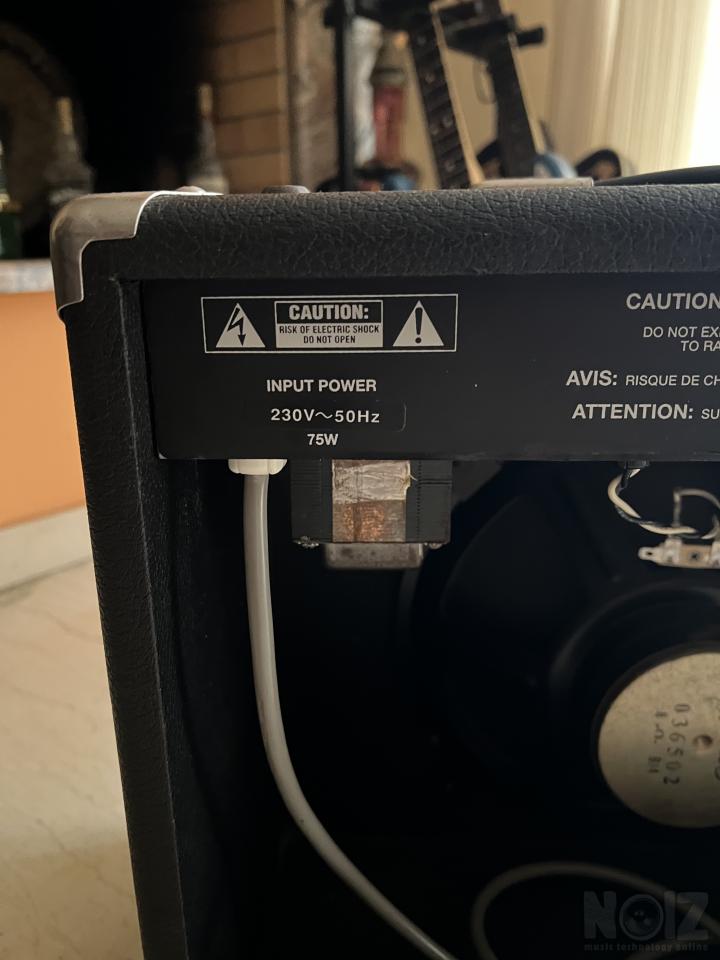 CAUTION:
RISK OF ELECTRIC SHOCK
DO NOT OPEN
INPUT POWER
230V～50Hz
75W
CAUTION
DO NOT EX
TO RA
AVIS: RISQUE DE CH
ATTENTION: SU
036502
NOIZ
music technology online